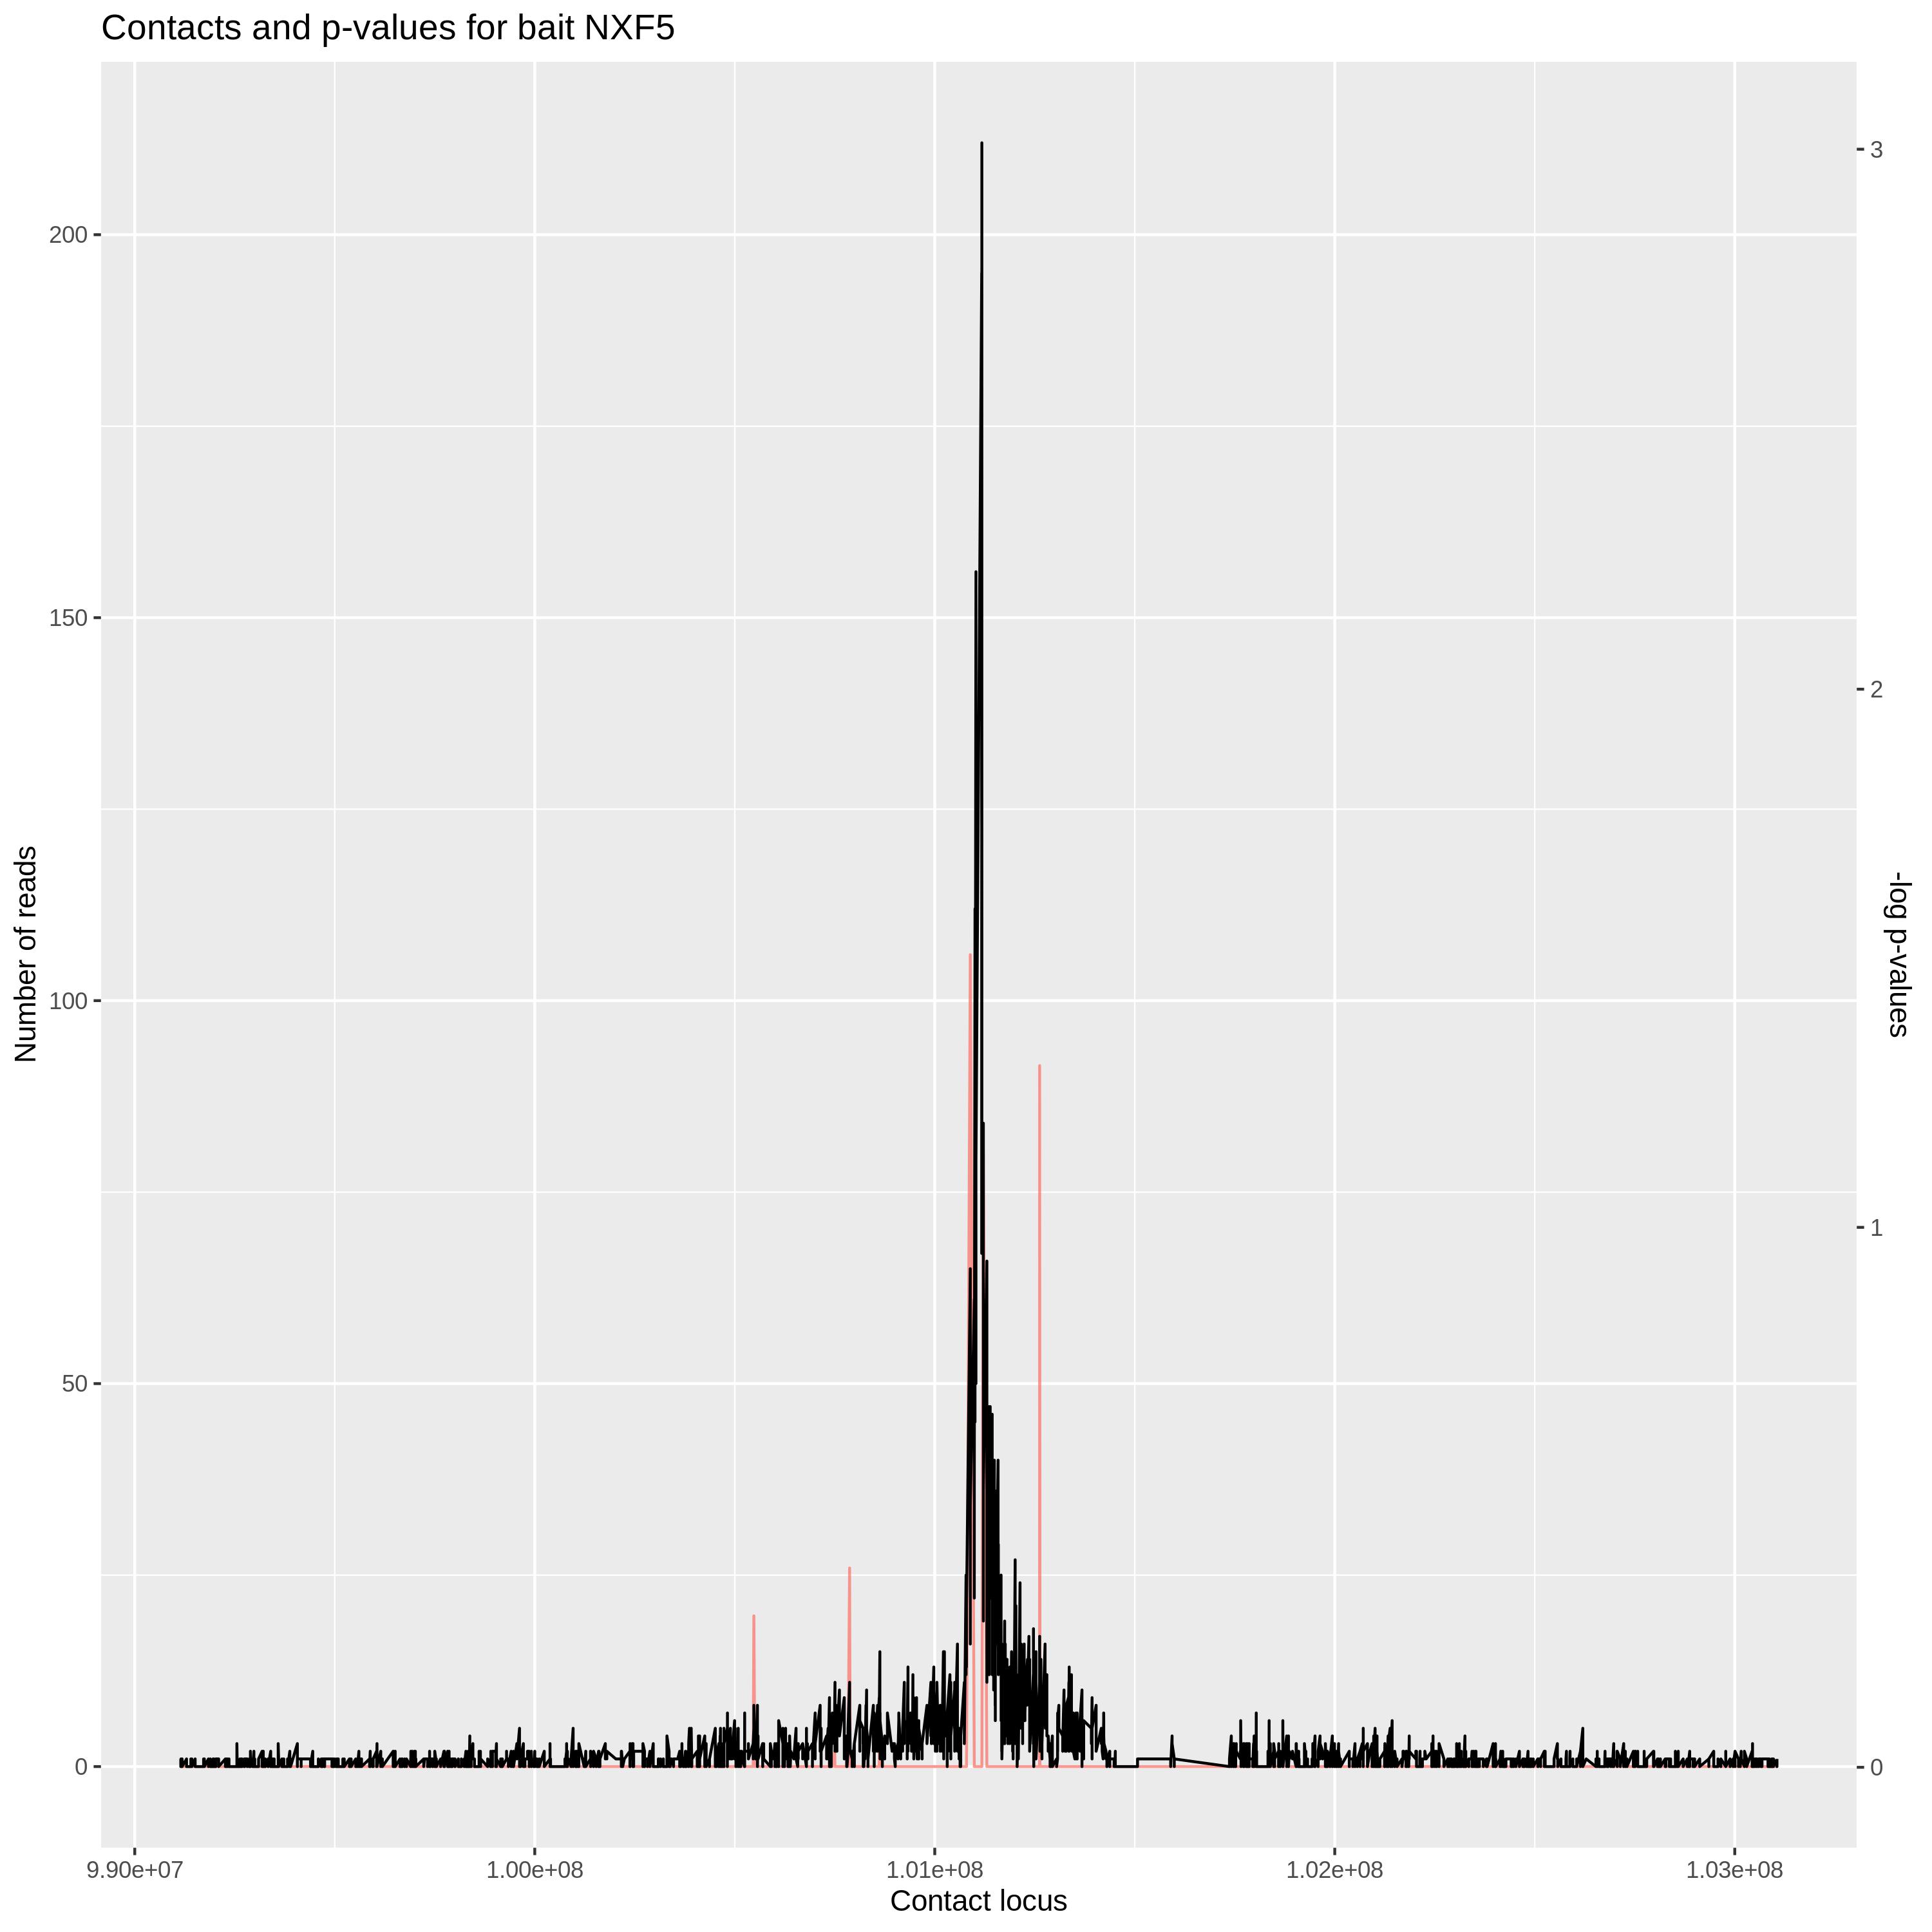 Contacts and p-values for bait NXF5
200
150
100
50
0
3
2
1
0
Number of reads
-log p-values
9.90e+07 1.00e+08 1.01e+08 1.02e+08 1.03e+08
Contact locus